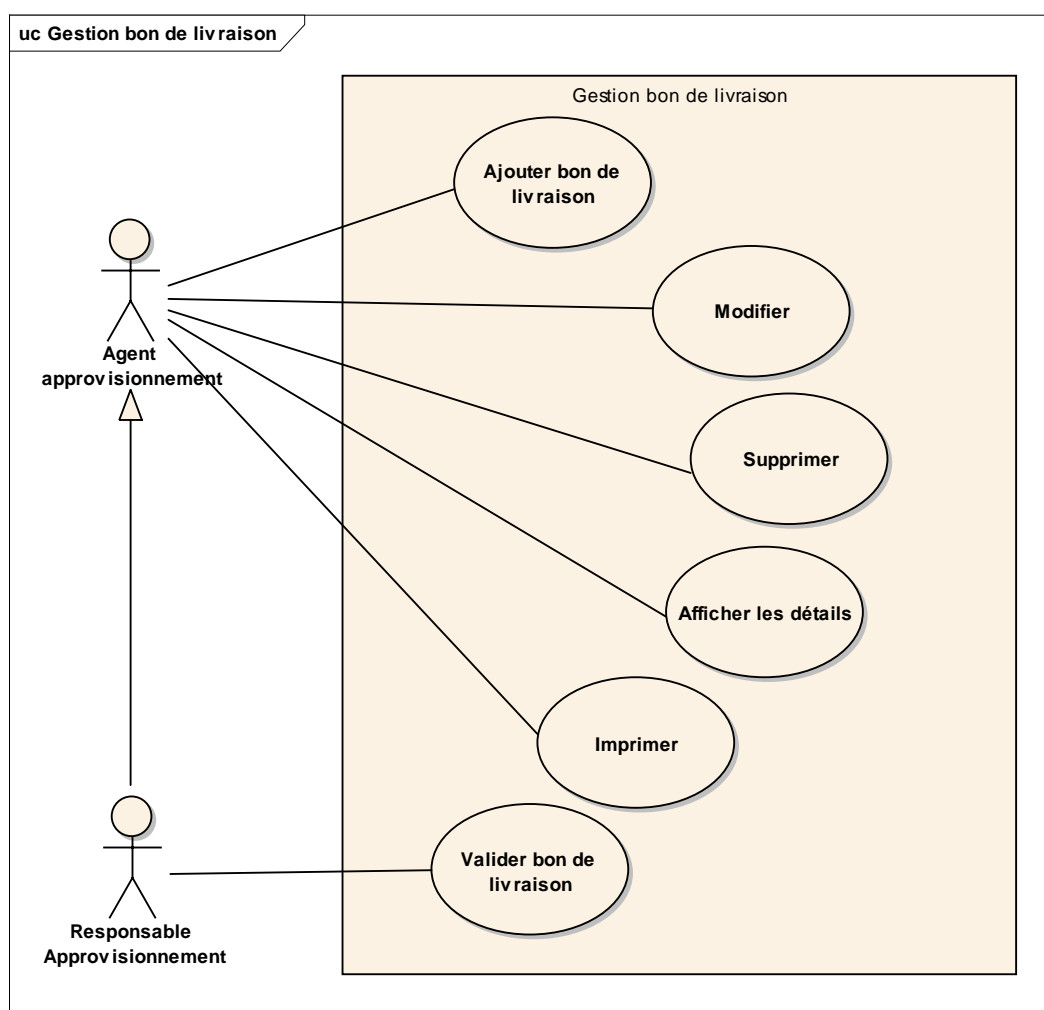 uc Gestion bon de livraison
Gestion bon de livraison
Ajouter bon de
livraison
Modifier
Agent
approvisionnement
Supprimer
Afficher les détails
Imprimer
Valider bon de
livraison
Responsable
Approvisionnement